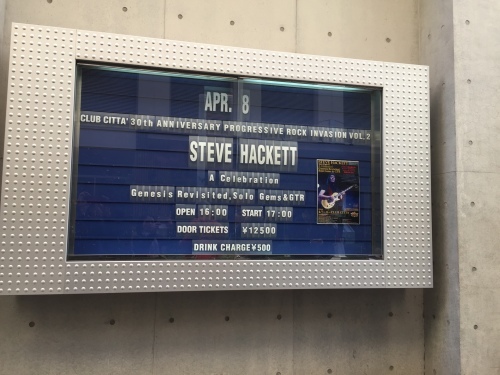 APR. 8
CLUB CITTA' 30th ANNIVERSARY PROGRESSIVE ROCK INVASION VOL.2
STEVE HACKETT
A Celebration
Genesis Revisited,Solo Gems&GTR
OPEN 16:00 START 17:00
DOOR TICKETS ¥12500
DRINK CHARGE¥500